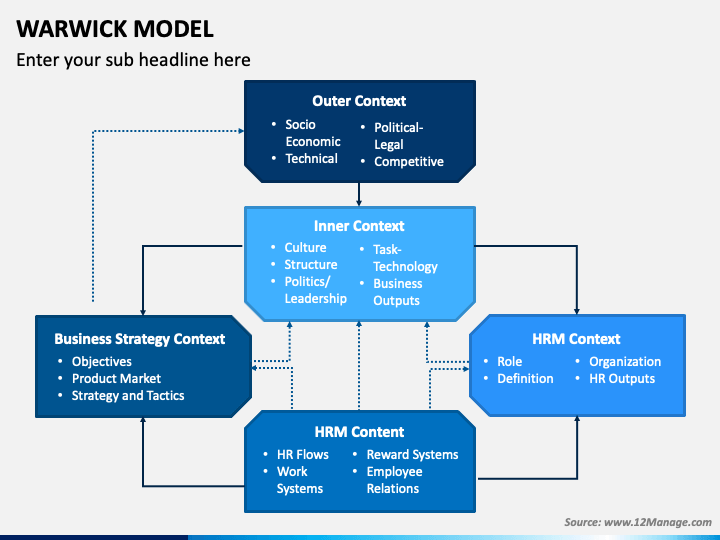 WARWICK MODEL
Enter your sub headline here
Outer Context
• Socio
Economic
• Technical
• Political-
Legal
• Competitive
Inner Context
• Culture
• Structure
• Politics/
Leadership
• Task-
Technology
• Business
Outputs
Business Strategy Context
• Objectives
• Product Market
• Strategy and Tactics
HRM Context
• Role
• Definition
• Organization
• HR Outputs
HRM Content
• HR Flows
• Work
Systems
• Reward Systems
• Employee
Relations
Source: www.12Manage.com